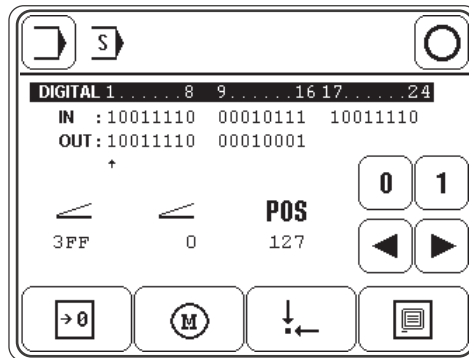 S
DIGITAL 1......8 9......16 17......24
IN :10011110 00010111 10011110
OUT:10011110 00010001
0 1
POS
3FF 0 127
→0 M